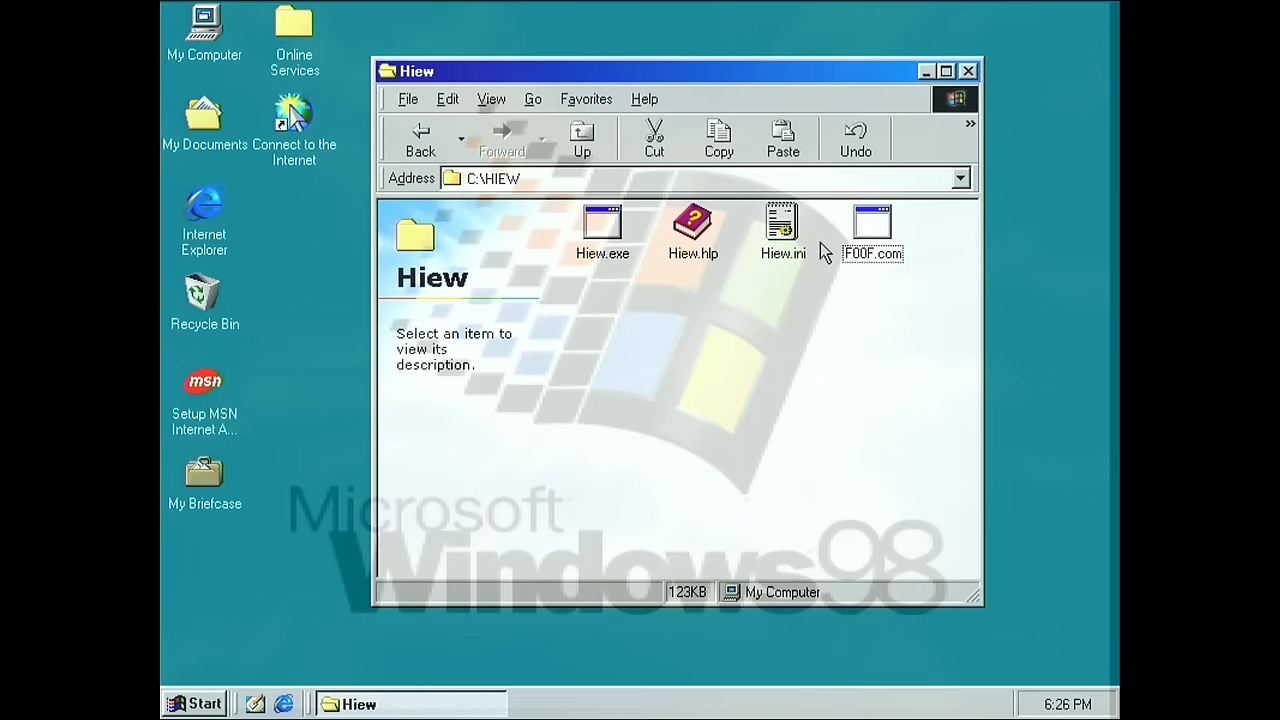 My Computer
Online
Services
My Documents
Connect to the
Internet
Internet
Explorer
Recycle Bin
msn
Setup MSN
Internet A...
My Briefcase
Hiew
File Edit View Go Favorites Help
Back Forward Up Cut Copy Paste Undo »
Address C:\HIEW
Hiew.exe Hiew.hlp Hiew.ini F00F.com
Hiew
Select an item to
view its
description.
Microsoft
Windows98
123KB My Computer
Start Hiew 6:26 PM